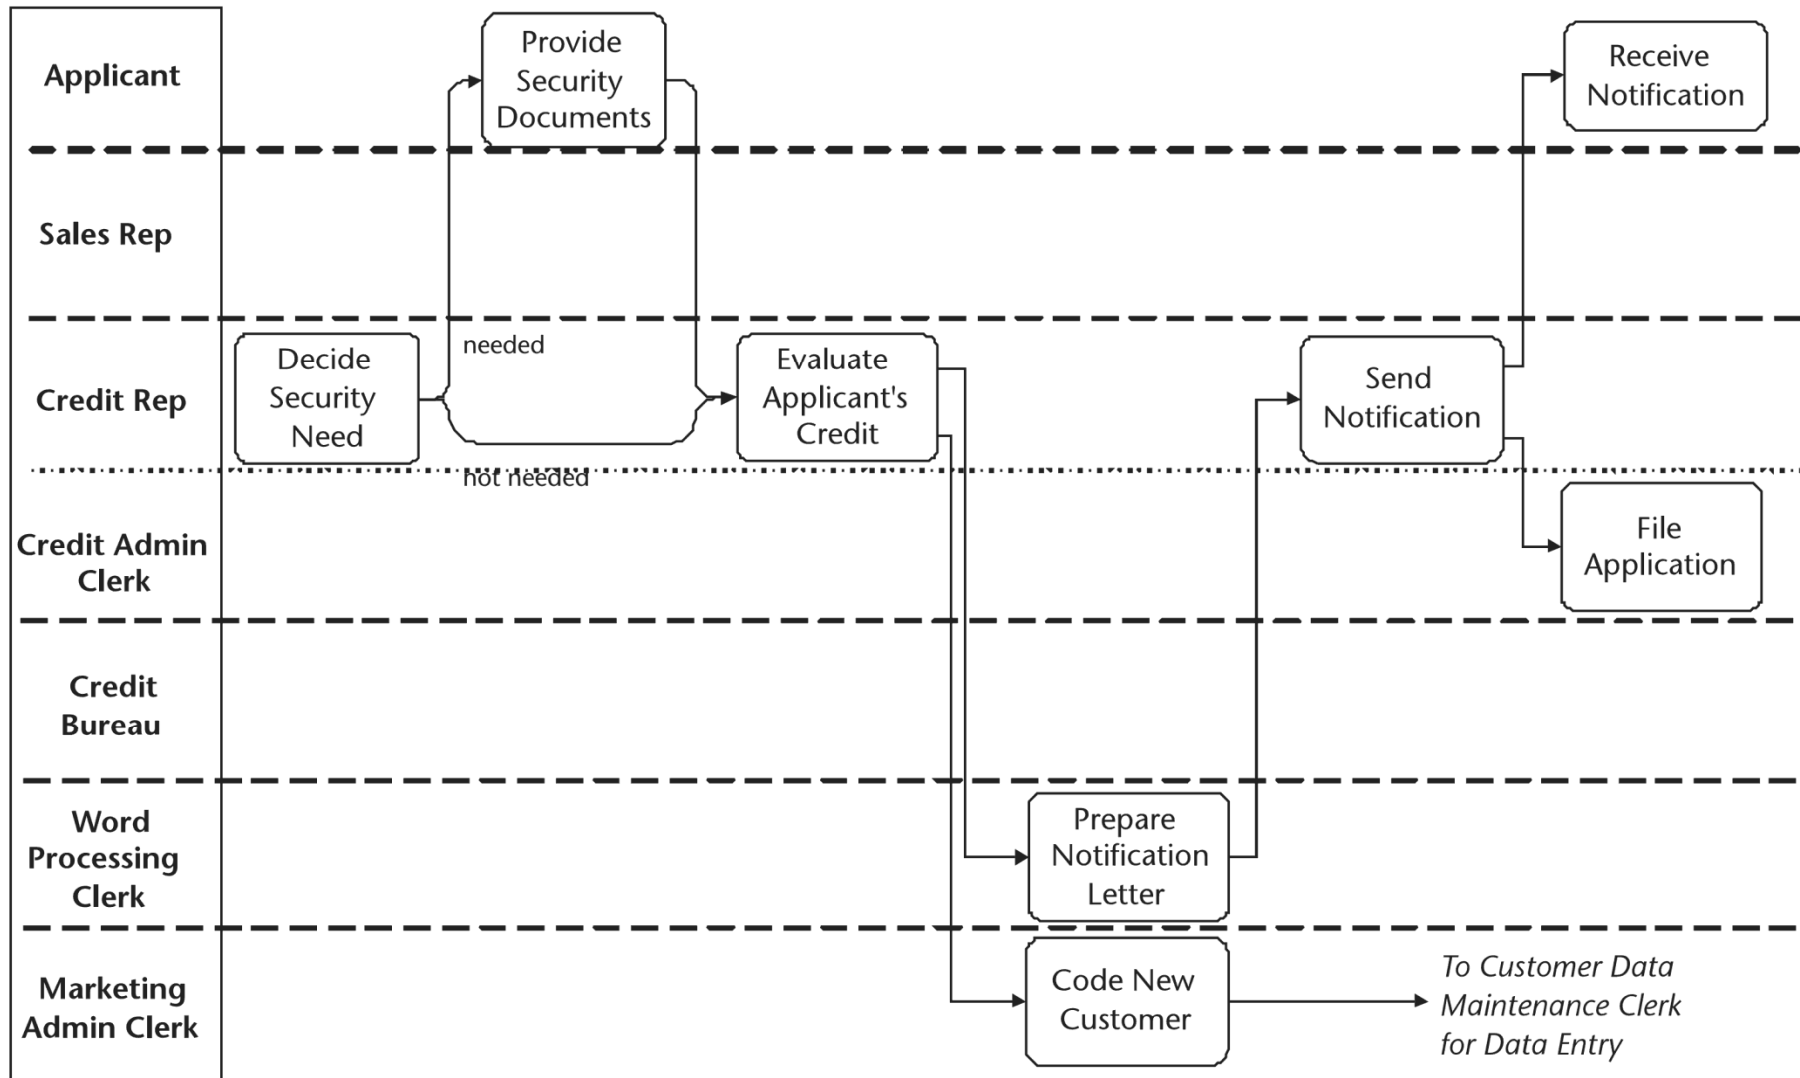 Applicant
Provide
Security
Documents
Receive
Notification
Sales Rep
Credit Rep
Decide
Security
Need
needed
not needed
Evaluate
Applicant's
Credit
Send
Notification
Credit Admin
Clerk
File
Application
Credit
Bureau
Word
Processing
Clerk
Prepare
Notification
Letter
Marketing
Admin Clerk
Code New
Customer
To Customer Data
Maintenance Clerk
for Data Entry